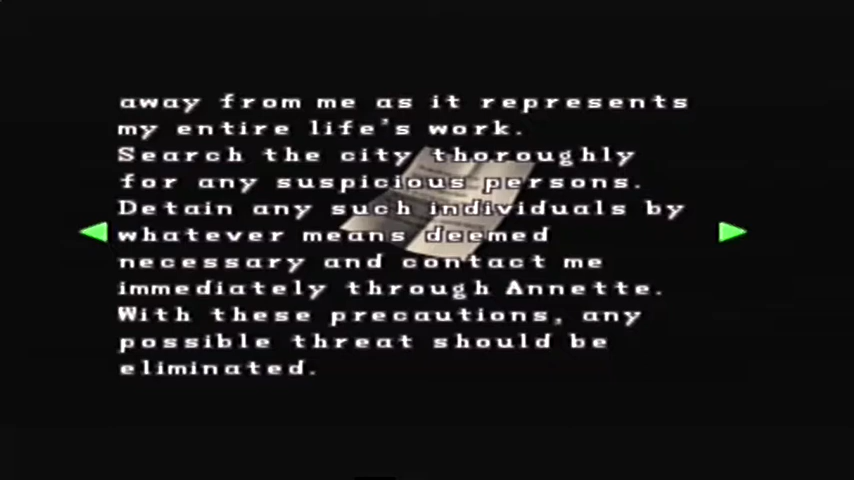 away from me as it represents
my entire life's work.
Search the city thoroughly
for any suspicious persons.
Detain any such individuals by
whatever means deemed
necessary and contact me
immediately through Annette.
With these precautions, any
possible threat should be
eliminated.